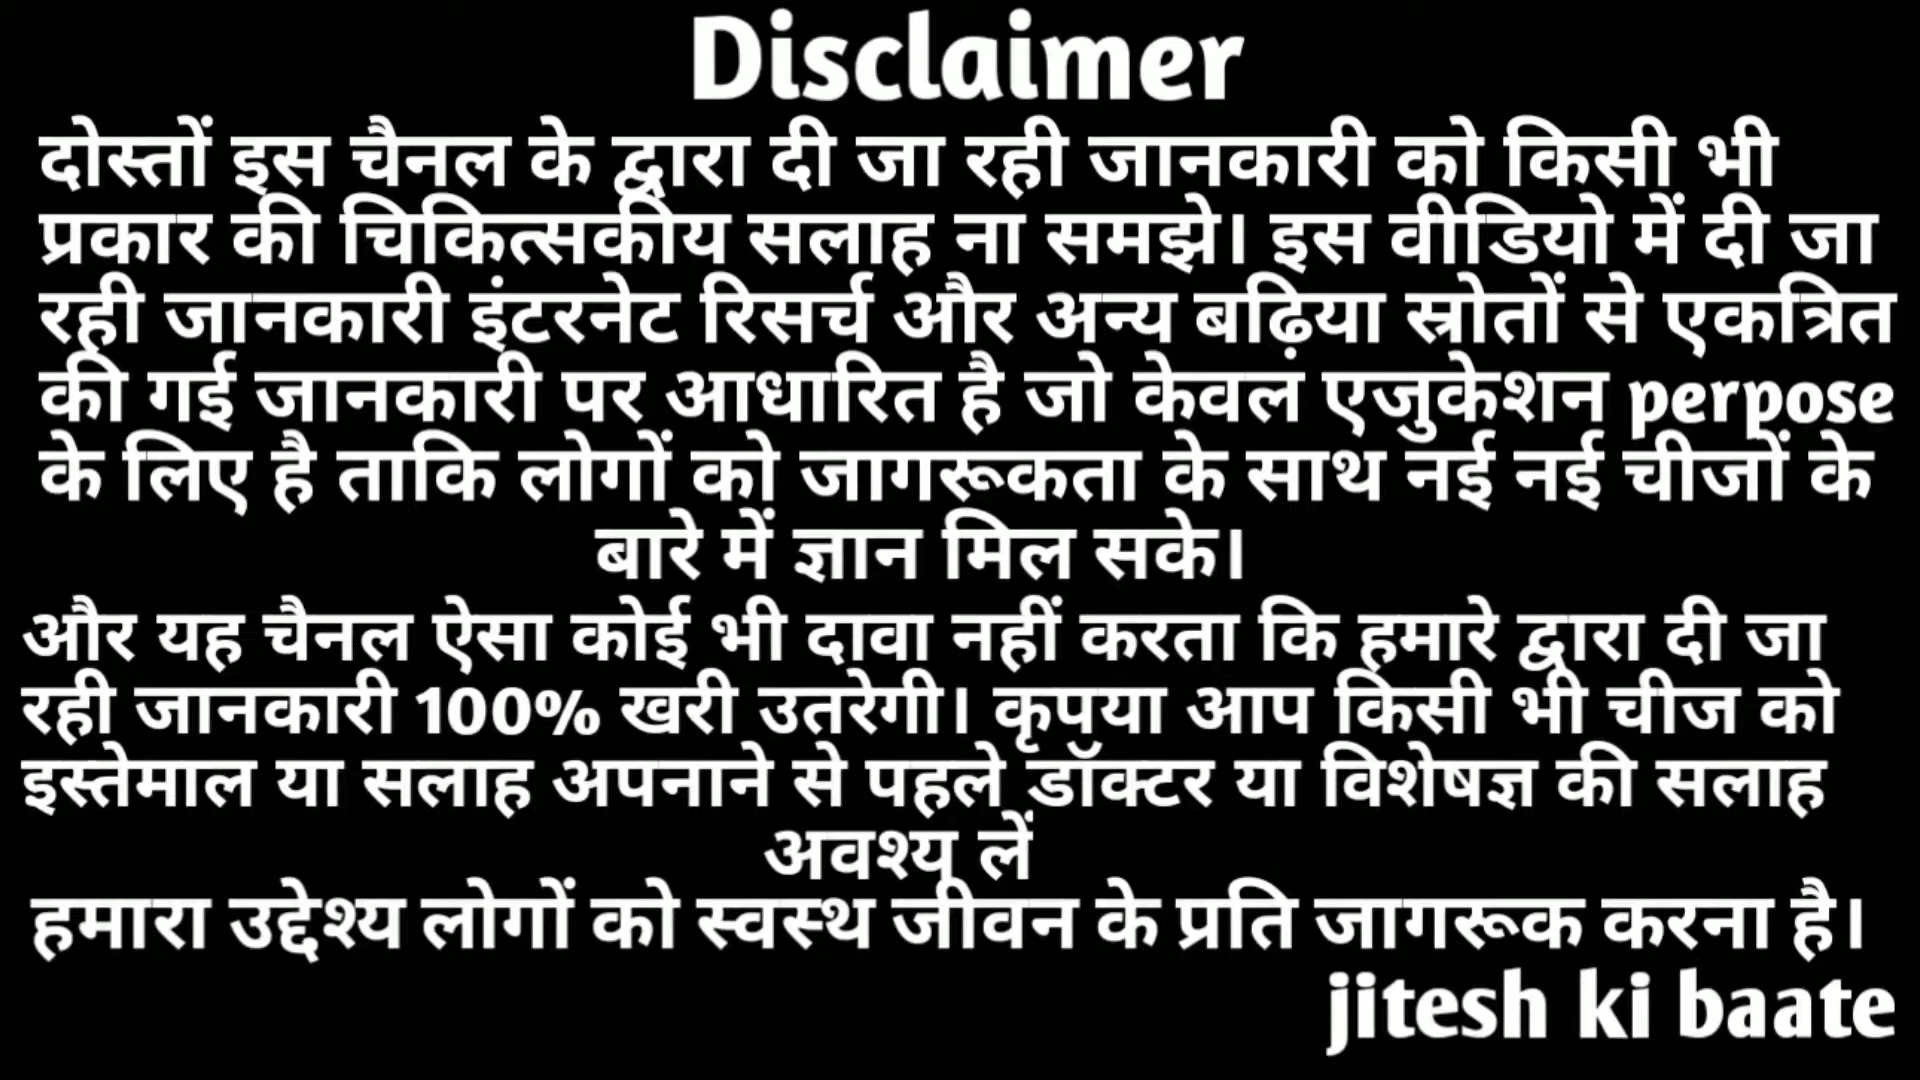 Disclaimer
दोस्तों इस चैनल के द्वारा दी जा रही जानकारी को किसी भी
प्रकार की चिकित्सकीय सलाह ना समझे। इस वीडियो में दी जा
रही जानकारी इंटरनेट रिसर्च और अन्य बढ़िया स्रोतों से एकत्रित
की गई जानकारी पर आधारित है जो केवल एजुकेशन perpose
के लिए है ताकि लोगों को जागरूकता के साथ नई नई चीजों के
बारे में ज्ञान मिल सके।
और यह चैनल ऐसा कोई भी दावा नहीं करता कि हमारे द्वारा दी जा
रही जानकारी 100% खरी उतरेगी। कृपया आप किसी भी चीज को
इस्तेमाल या सलाह अपनाने से पहले डॉक्टर या विशेषज्ञ की सलाह
अवश्य लें
हमारा उद्देश्य लोगों को स्वस्थ जीवन के प्रति जागरूक करना है।
jitesh ki baate